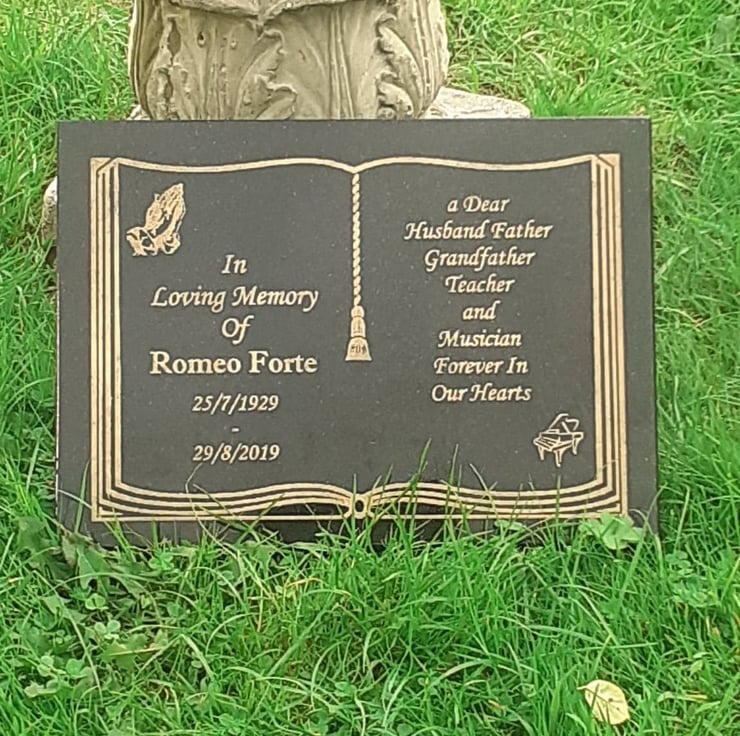 In
Loving Memory
Of
Romeo Forte
25/7/1929
-
29/8/2019
a Dear
Husband Father
Grandfather
Teacher
and
Musician
Forever In
Our Hearts